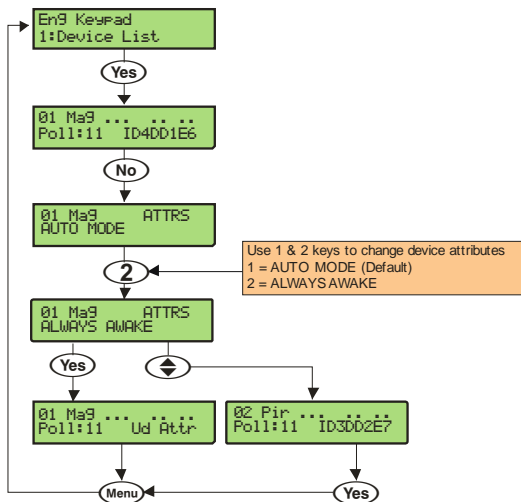 Eng Keypad
1:Device List
Yes
01 Mag ... .. ..
Poll:11 ID4DD1E6
No
01 Mag ATTRS
AUTO MODE
2
Use 1 & 2 keys to change device attributes
1 = AUTO MODE (Default)
2 = ALWAYS AWAKE
01 Mag ATTRS
ALWAYS AWAKE
Yes
01 Mag ... .. ..
Poll:11 Ud Attr
02 Pir ... .. ..
Poll:11 ID3DD2E7
Menu
Yes